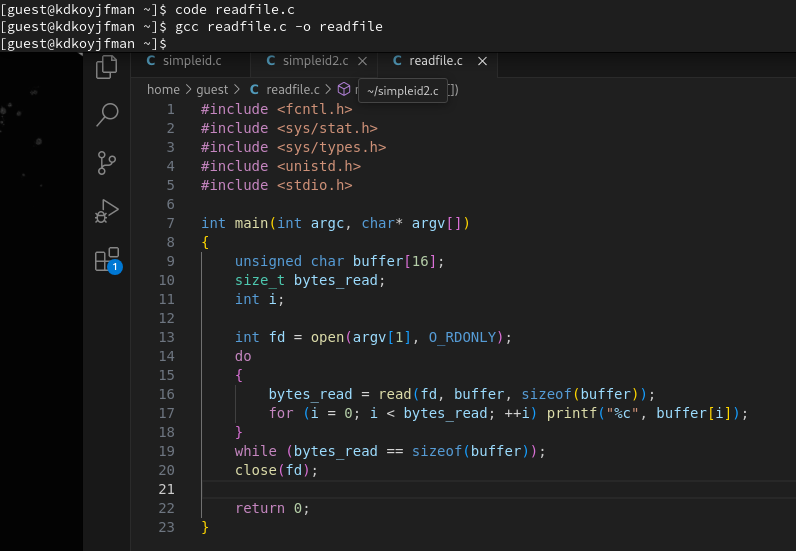 [guest@kdkoyjfman ~]$ code readfile.c
[guest@kdkoyjfman ~]$ gcc readfile.c -o readfile
[guest@kdkoyjfman ~]$
C simpleid.c C simpleid2.c × C readfile.c ×
home > guest > C readfile.c > ])
~/simpleid2.c
1 #include <fcntl.h>
2 #include <sys/stat.h>
3 #include <sys/types.h>
4 #include <unistd.h>
5 #include <stdio.h>
6
7 int main(int argc, char* argv[])
8 {
9 unsigned char buffer[16];
10 size_t bytes_read;
11 int i;
12
13 int fd = open(argv[1], O_RDONLY);
14 do
15 {
16 bytes_read = read(fd, buffer, sizeof(buffer));
17 for (i = 0; i < bytes_read; ++i) printf("%c", buffer[i]);
18 }
19 while (bytes_read == sizeof(buffer));
20 close(fd);
21
22 return 0;
23 }
1